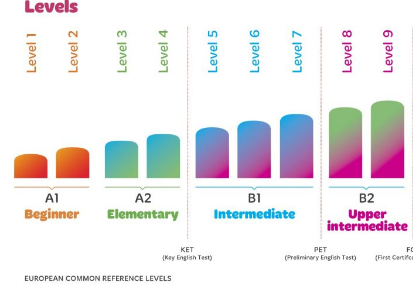 Levels
Level 1
Level 2
Level 3
Level 4
Level 5
Level 6
Level 7
Level 8
Level 9
A1
A2
B1
B2
Beginner
Elementary
Intermediate
Upper
intermediate
KET
(Key English Test)
PET
(Preliminary English Test)
(First Certific
EUROPEAN COMMON REFERENCE LEVELS